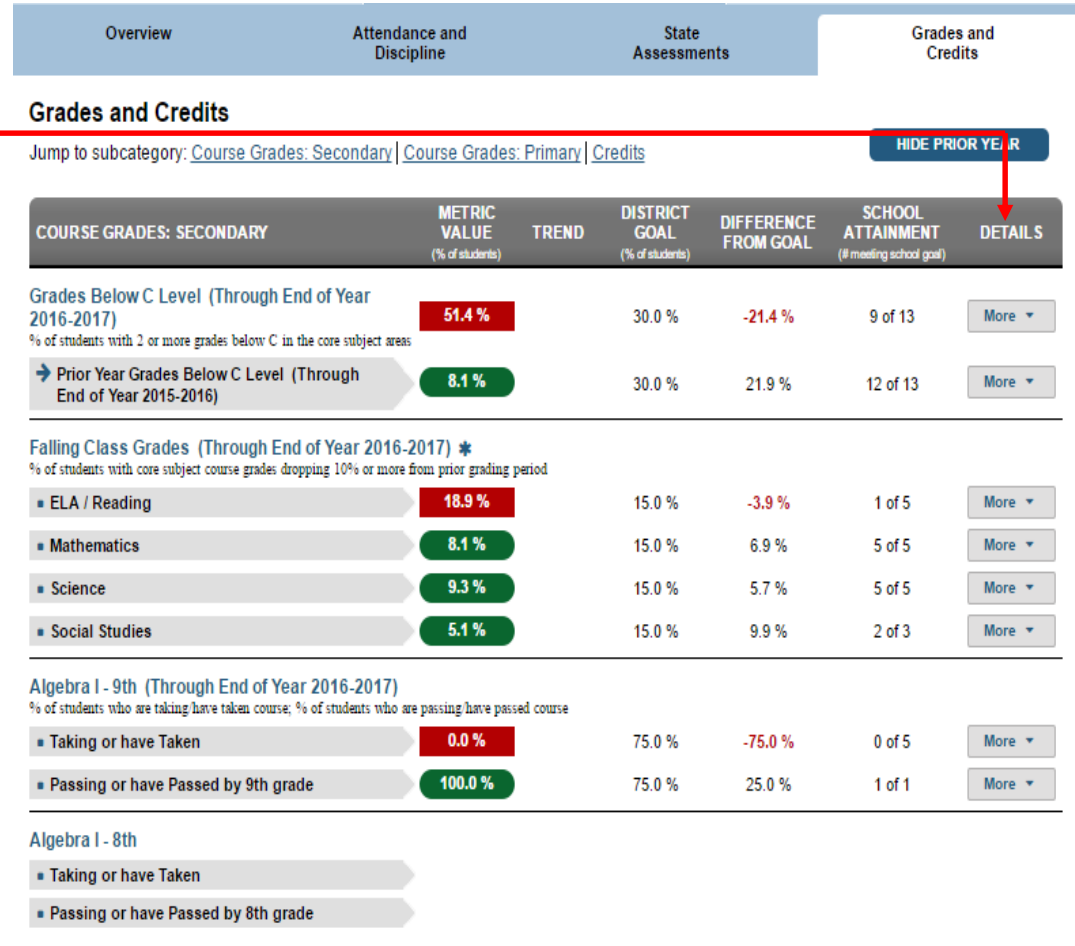 Overview
Attendance and
Discipline
State
Assessments
Grades and
Credits
Grades and Credits
Jump to subcategory: Course Grades: Secondary | Course Grades: Primary | Credits
HIDE PRIOR YEAR
COURSE GRADES: SECONDARY
METRIC
VALUE
(% of students)
TREND
DISTRICT
GOAL
(% of students)
DIFFERENCE
FROM GOAL
SCHOOL
ATTAINMENT
(# meeting school goal)
DETAILS
Grades Below C Level (Through End of Year
2016-2017)
% of students with 2 or more grades below C in the core subject areas
51.4 % 30.0 % -21.4 % 9 of 13 More
Prior Year Grades Below C Level (Through
End of Year 2015-2016)
8.1 % 30.0 % 21.9 % 12 of 13 More
Falling Class Grades (Through End of Year 2016-2017) ✱
% of students with core subject course grades dropping 10% or more from prior grading period
ELA / Reading 18.9 % 15.0 % -3.9 % 1 of 5 More
Mathematics 8.1 % 15.0 % 6.9 % 5 of 5 More
Science 9.3 % 15.0 % 5.7 % 5 of 5 More
Social Studies 5.1 % 15.0 % 9.9 % 2 of 3 More
Algebra I - 9th (Through End of Year 2016-2017)
% of students who are taking/have taken course; % of students who are passing/have passed course
Taking or have Taken 0.0 % 75.0 % -75.0 % 0 of 5 More
Passing or have Passed by 9th grade 100.0 % 75.0 % 25.0 % 1 of 1 More
Algebra I - 8th
Taking or have Taken
Passing or have Passed by 8th grade